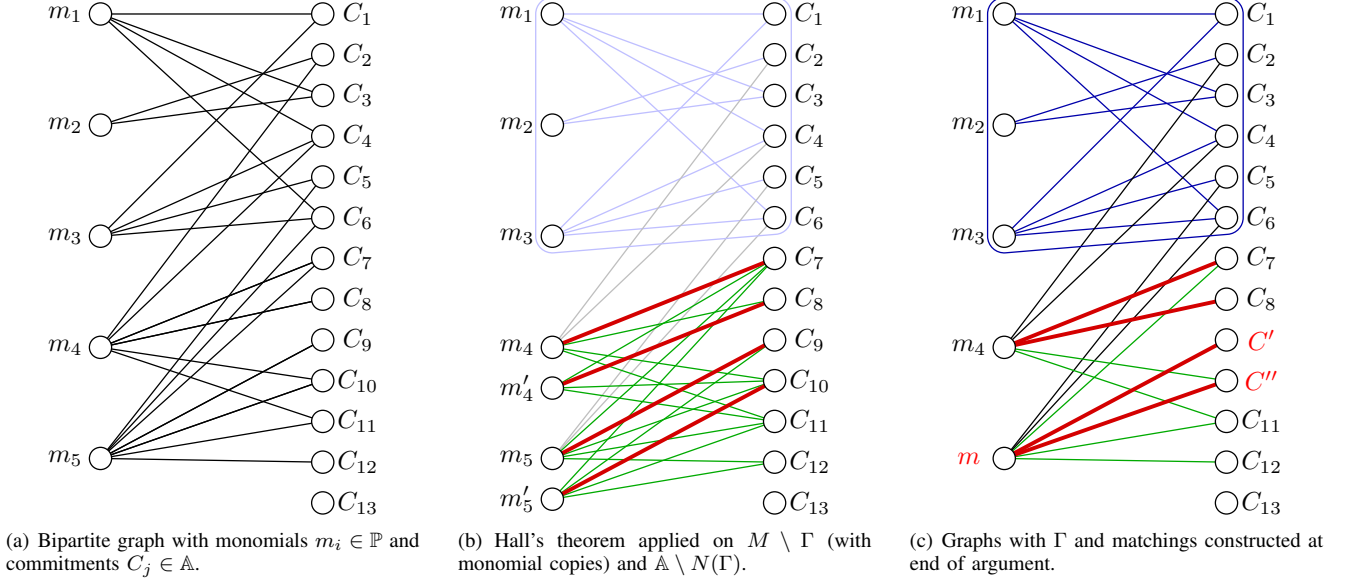 m₁
m₂
m₃
m₄
m₅
C₁
C₂
C₃
C₄
C₅
C₆
C₇
C₈
C₉
C₁₀
C₁₁
C₁₂
C₁₃
(a) Bipartite graph with monomials mᵢ ∈ ℙ and
commitments Cⱼ ∈ 𝔸.
m₁
m₂
m₃
m₄
m′₄
m₅
m′₅
C₁
C₂
C₃
C₄
C₅
C₆
C₇
C₈
C₉
C₁₀
C₁₁
C₁₂
C₁₃
(b) Hall's theorem applied on M \ Γ (with
monomial copies) and 𝔸 \ N(Γ).
m₁
m₂
m₃
m₄
m
C₁
C₂
C₃
C₄
C₅
C₆
C₇
C₈
C′
C′′
C₁₁
C₁₂
C₁₃
(c) Graphs with Γ and matchings constructed at
end of argument.